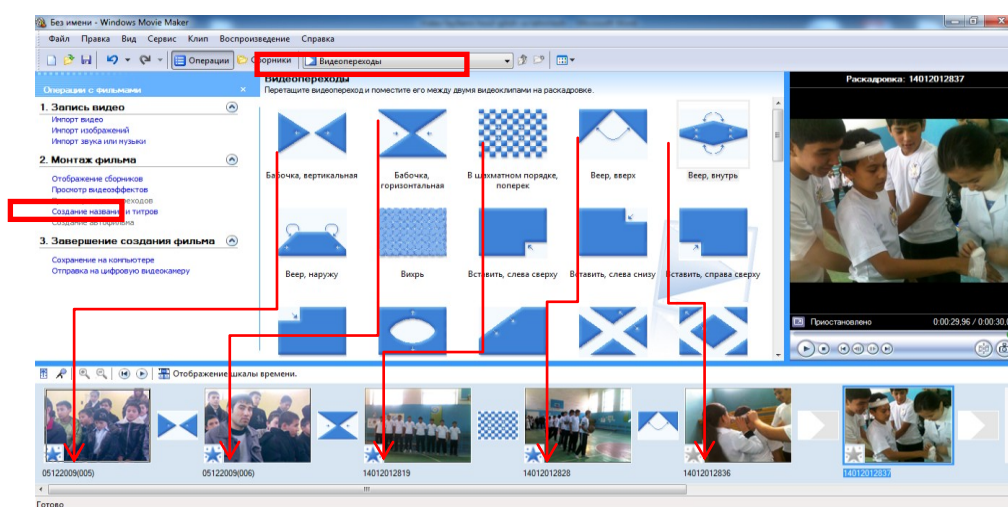 Без имени - Windows Movie Maker
Файл Правка Вид Сервис Клип Воспроизведение Справка
Операции Сборники Видеопереходы
Операции с фильмами
1. Запись видео
Импорт видео
Импорт изображений
Импорт звука или музыки
2. Монтаж фильма
Отображение сборников
Просмотр видеоэффектов
Создание названий и титров
Создание автофильма
3. Завершение создания фильма
Сохранение на компьютере
Отправка на цифровую видеокамеру
Видеопереходы
Перетащите видеопереход и поместите его между двумя видеоклипами на раскадровке.
Бабочка, вертикальная
Бабочка, горизонтальная
В шахматном порядке, поперек
Веер, вверх
Веер, внутрь
Веер, наружу
Вихрь
Вставить, слева сверху
Вставить, слева снизу
Вставить, справа сверху
Раскадровка: 14012012837
Приостановлено 0:00:29,96 / 0:00:30,
Отображение шкалы времени.
05122009(005)
05122009(006)
14012012819
14012012828
14012012836
14012012837
Готово